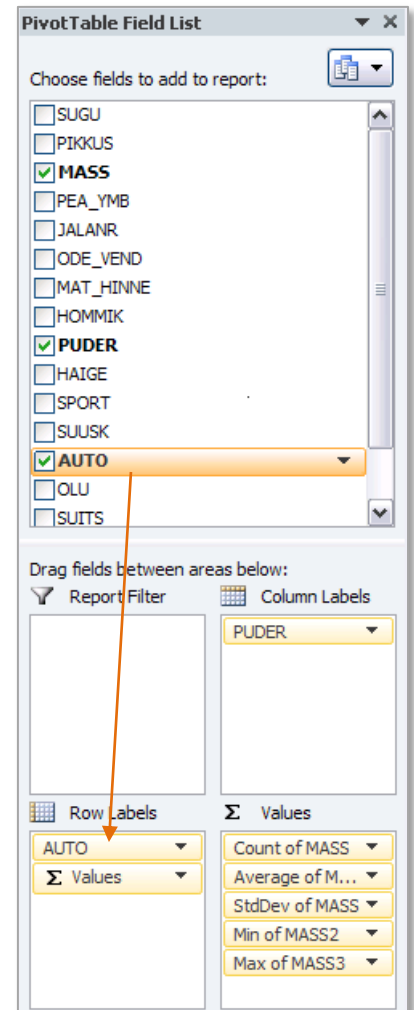 PivotTable Field List
Choose fields to add to report:
SUGU
PIKKUS
MASS
PEA_YMB
JALANR
ODE_VEND
MAT_HINNE
HOMMIK
PUDER
HAIGE
SPORT
SUUSK
AUTO
OLU
SUITS
Drag fields between areas below:
Report Filter
Column Labels
PUDER
Row Labels
Σ Values
AUTO
Σ Values
Count of MASS
Average of M...
StdDev of MASS
Min of MASS2
Max of MASS3